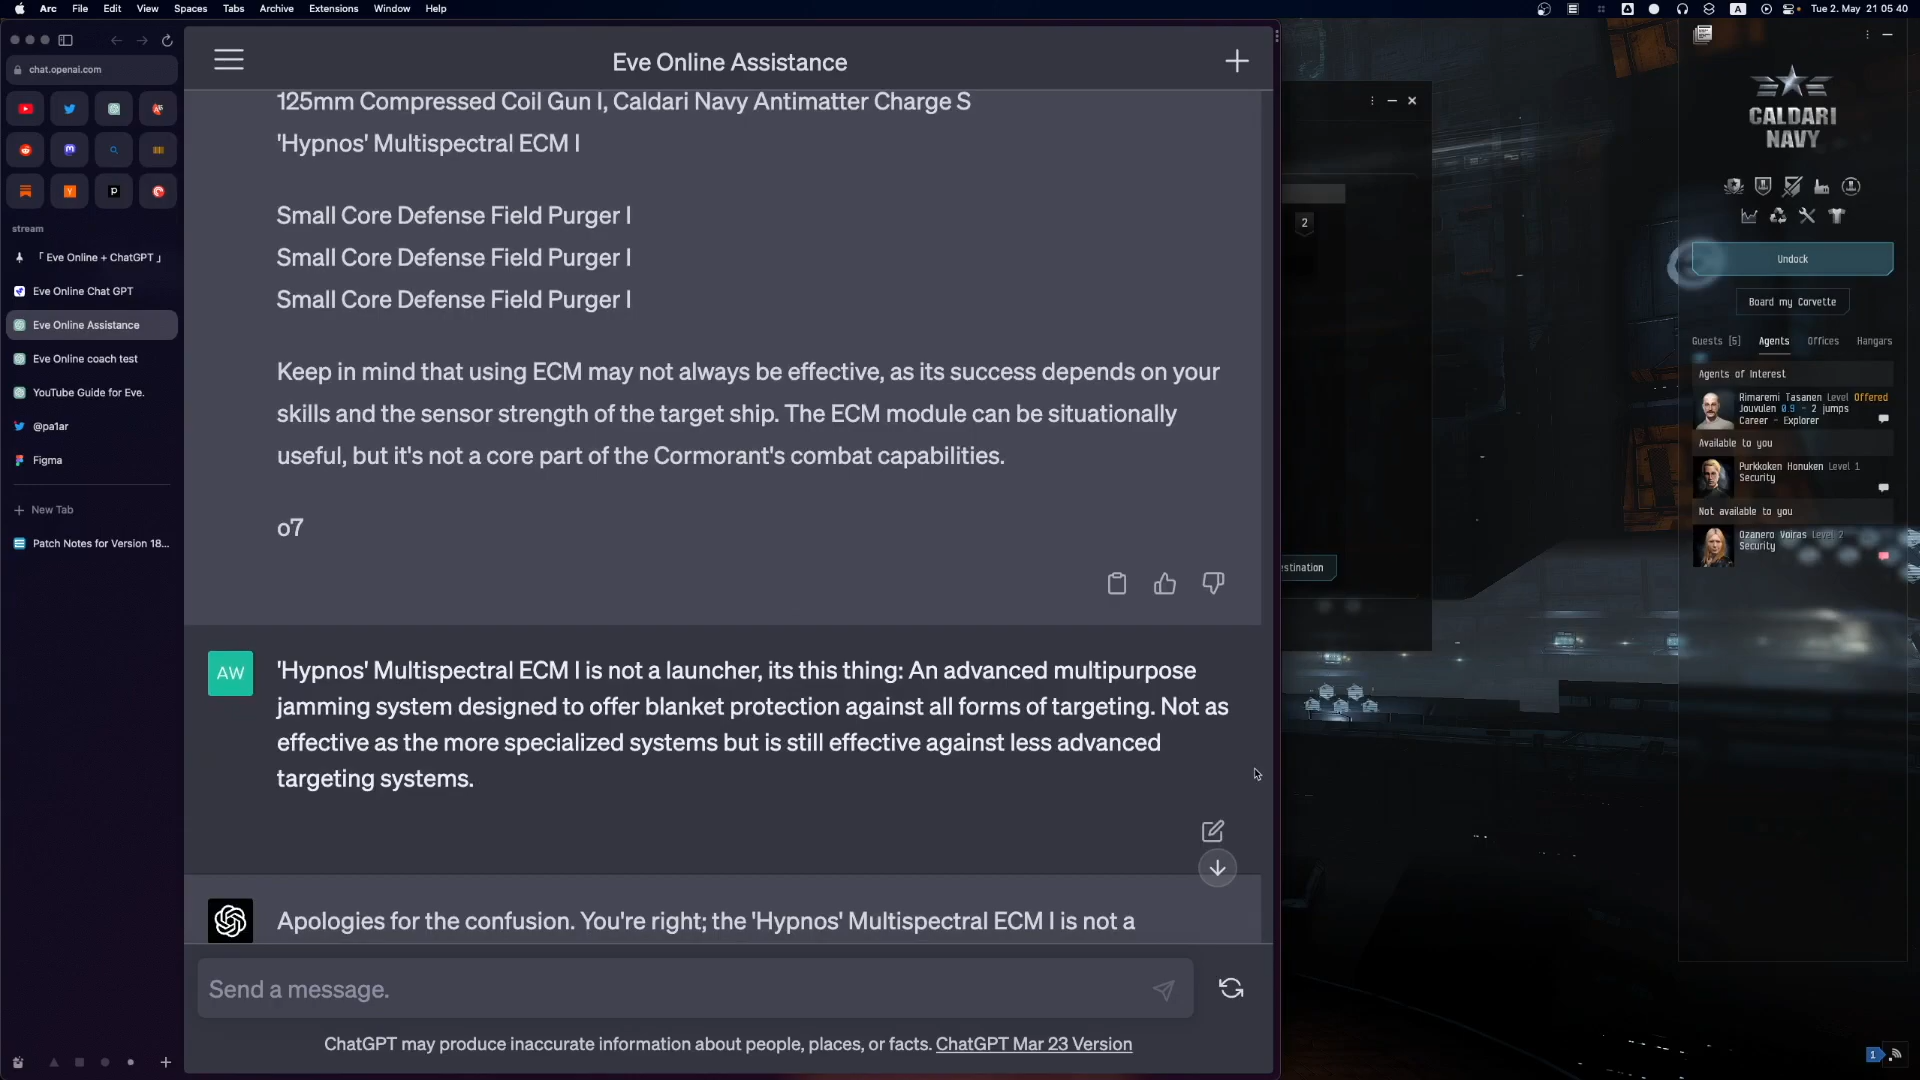 Arc File Edit View Spaces Tabs Archive Extensions Window Help
A
Tue 2. May 21 05 40
chat.openai.com
stream
「 Eve Online + ChatGPT 」
Eve Online Chat GPT
Eve Online Assistance
Eve Online coach test
YouTube Guide for Eve.
@pa1ar
Figma
New Tab
Patch Notes for Version 18...
Eve Online Assistance
125mm Compressed Coil Gun I, Caldari Navy Antimatter Charge S
'Hypnos' Multispectral ECM I
Small Core Defense Field Purger I
Small Core Defense Field Purger I
Small Core Defense Field Purger I
Keep in mind that using ECM may not always be effective, as its success depends on your
skills and the sensor strength of the target ship. The ECM module can be situationally
useful, but it's not a core part of the Cormorant's combat capabilities.
o7
AW
'Hypnos' Multispectral ECM I is not a launcher, its this thing: An advanced multipurpose
jamming system designed to offer blanket protection against all forms of targeting. Not as
effective as the more specialized systems but is still effective against less advanced
targeting systems.
Apologies for the confusion. You're right; the 'Hypnos' Multispectral ECM I is not a
Send a message.
ChatGPT may produce inaccurate information about people, places, or facts. ChatGPT Mar 23 Version
2
estination
CALDARI
NAVY
Undock
Board my Corvette
Guests [5] Agents Offices Hangars
Agents of Interest
Rimaremi Tasanen Level Offered
Jouvulen 0.9 - 2 jumps
Career - Explorer
Available to you
Purkkoken Honuken Level 1
Security
Not available to you
Ozanero Voiras Level 2
Security
1